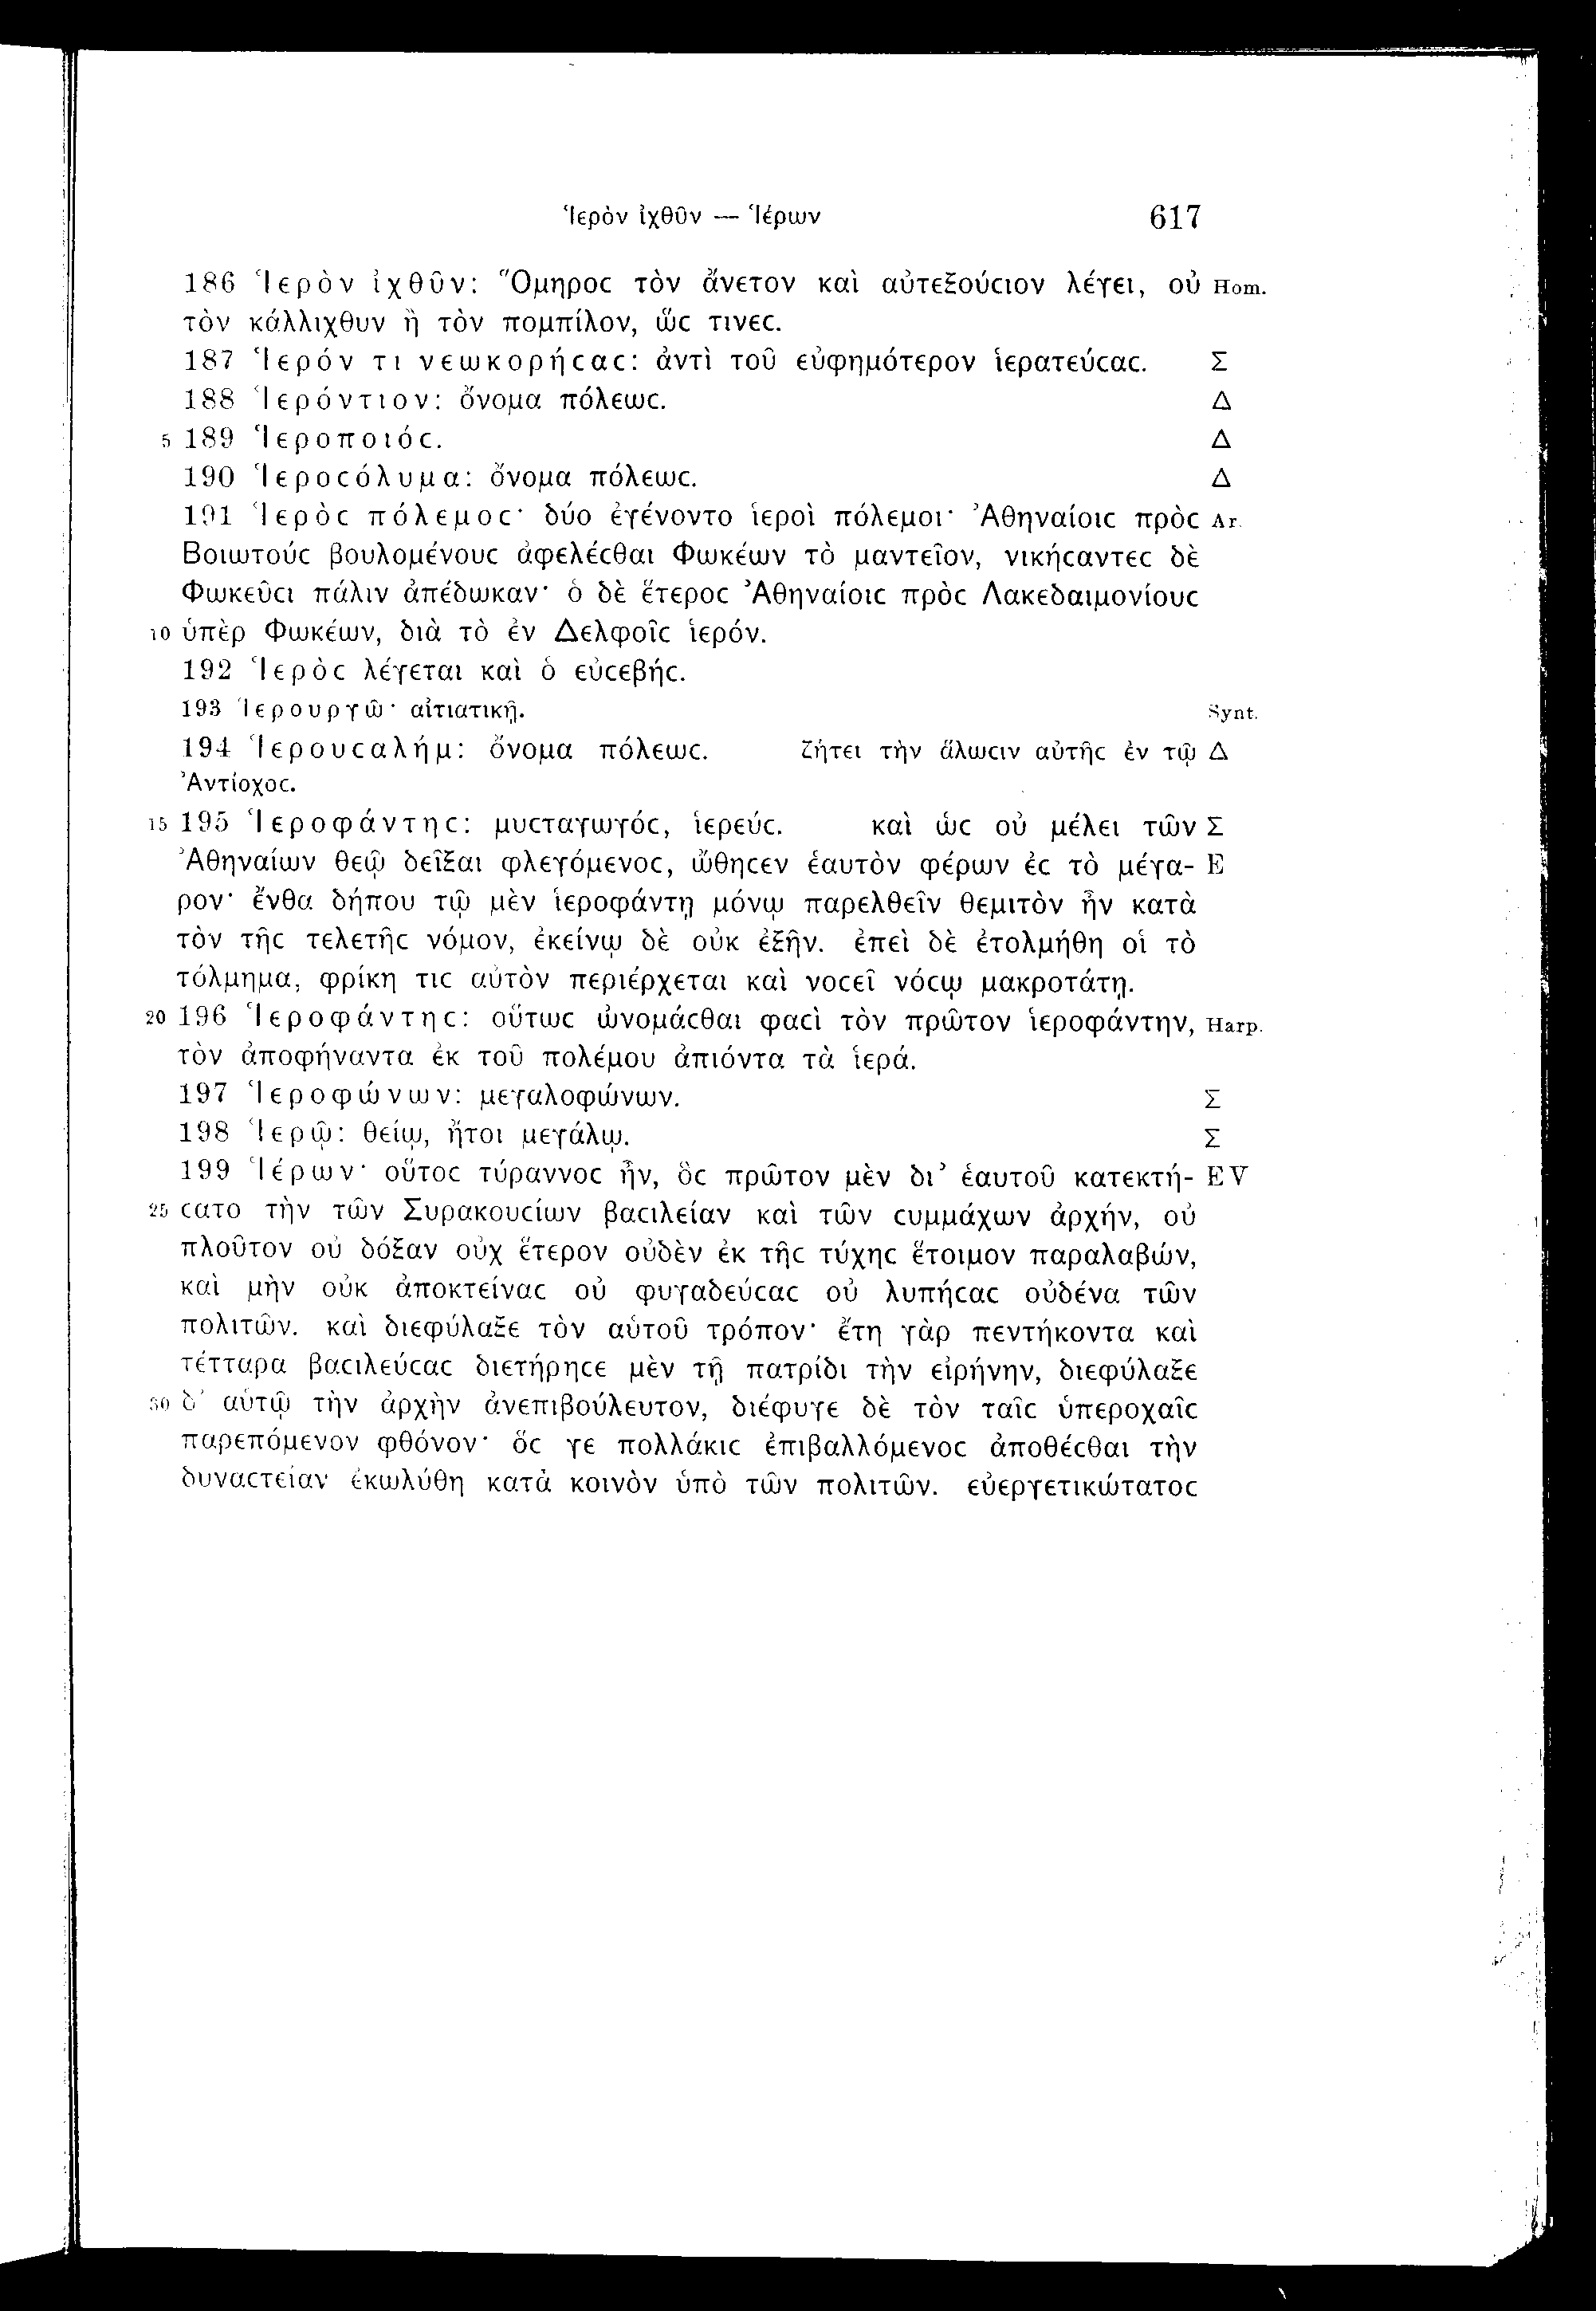 Ἱερὸν ἰχθῦν — Ἱέρων 617
186 Ἱερὸν ἰχθῦν: Ὅμηροϲ τὸν ἄνετον καὶ αὐτεξούϲιον λέγει, οὐ Hom.
τὸν κάλλιχθυν ἢ τὸν πομπίλον, ὥϲ τινεϲ.
187 Ἱερόν τι νεωκορήϲαϲ: ἀντὶ τοῦ εὐφημότερον ἱερατεύϲαϲ. Σ
188 Ἱερόντιον: ὄνομα πόλεωϲ. Δ
5 189 Ἱεροποιόϲ. Δ
190 Ἱεροϲόλυμα: ὄνομα πόλεωϲ. Δ
191 Ἱερὸϲ πόλεμοϲ· δύο ἐγένοντο ἱεροὶ πόλεμοι· Ἀθηναίοιϲ πρὸϲ Ar.
Βοιωτοὺϲ βουλομένουϲ ἀφελέϲθαι Φωκέων τὸ μαντεῖον, νικήϲαντεϲ δὲ
Φωκεῦϲι πάλιν ἀπέδωκαν· ὁ δὲ ἕτεροϲ Ἀθηναίοιϲ πρὸϲ Λακεδαιμονίουϲ
10 ὑπὲρ Φωκέων, διὰ τὸ ἐν Δελφοῖϲ ἱερόν.
192 Ἱερὸϲ λέγεται καὶ ὁ εὐϲεβήϲ.
193 Ἱερουργῶ· αἰτιατικῇ. Synt.
194 Ἱερουϲαλήμ: ὄνομα πόλεωϲ. ζήτει τὴν ἅλωϲιν αὐτῆϲ ἐν τῷ Δ
Ἀντίοχοϲ.
15 195 Ἱεροφάντηϲ: μυϲταγωγόϲ, ἱερεύϲ. καὶ ὡϲ οὐ μέλει τῶν Σ
Ἀθηναίων θεῷ δεῖξαι φλεγόμενοϲ, ὤθηϲεν ἑαυτὸν φέρων ἐϲ τὸ μέγα- E
ρον· ἔνθα δήπου τῷ μὲν ἱεροφάντῃ μόνῳ παρελθεῖν θεμιτὸν ἦν κατὰ
τὸν τῆϲ τελετῆϲ νόμον, ἐκείνῳ δὲ οὐκ ἐξῆν. ἐπεὶ δὲ ἐτολμήθη οἱ τὸ
τόλμημα, φρίκη τιϲ αὐτὸν περιέρχεται καὶ νοϲεῖ νόϲῳ μακροτάτῃ.
20 196 Ἱεροφάντηϲ: οὕτωϲ ὠνομάϲθαι φαϲὶ τὸν πρῶτον ἱεροφάντην, Harp.
τὸν ἀποφήναντα ἐκ τοῦ πολέμου ἀπιόντα τὰ ἱερά.
197 Ἱεροφώνων: μεγαλοφώνων. Σ
198 Ἱερῷ: θείῳ, ἤτοι μεγάλῳ. Σ
199 Ἱέρων· οὗτοϲ τύραννοϲ ἦν, ὃϲ πρῶτον μὲν δι’ ἑαυτοῦ κατεκτή- EV
25 ϲατο τὴν τῶν Συρακουϲίων βαϲιλείαν καὶ τῶν ϲυμμάχων ἀρχήν, οὐ
πλοῦτον οὐ δόξαν οὐχ ἕτερον οὐδὲν ἐκ τῆϲ τύχηϲ ἕτοιμον παραλαβών,
καὶ μὴν οὐκ ἀποκτείναϲ οὐ φυγαδεύϲαϲ οὐ λυπήϲαϲ οὐδένα τῶν
πολιτῶν. καὶ διεφύλαξε τὸν αὑτοῦ τρόπον· ἔτη γὰρ πεντήκοντα καὶ
τέτταρα βαϲιλεύϲαϲ διετήρηϲε μὲν τῇ πατρίδι τὴν εἰρήνην, διεφύλαξε
30 δ’ αὑτῷ τὴν ἀρχὴν ἀνεπιβούλευτον, διέφυγε δὲ τὸν ταῖϲ ὑπεροχαῖϲ
παρεπόμενον φθόνον· ὅϲ γε πολλάκιϲ ἐπιβαλλόμενοϲ ἀποθέϲθαι τὴν
δυναϲτείαν ἐκωλύθη κατὰ κοινὸν ὑπὸ τῶν πολιτῶν. εὐεργετικώτατοϲ